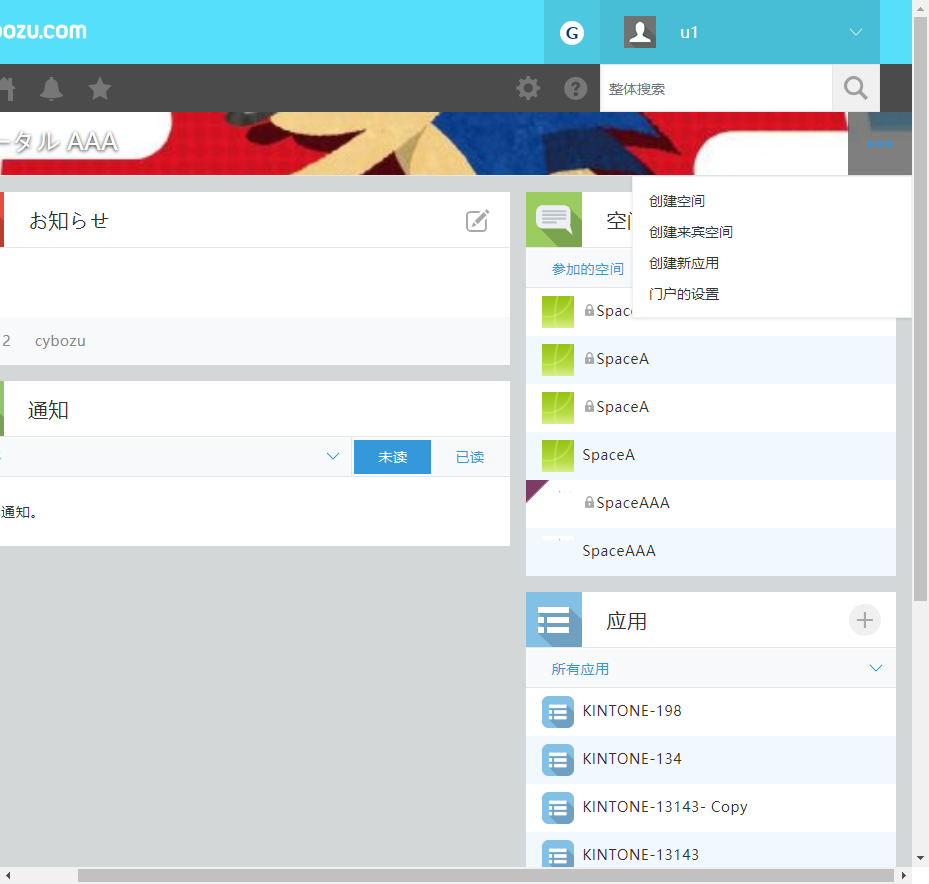 bozu.com
G
u1
整体搜索
ータル AAA
创建空间
创建来宾空间
创建新应用
门户的设置
お知らせ
2 cybozu
通知
未读
已读
通知。
空间
参加的空间
Space
SpaceA
SpaceA
SpaceA
SpaceAAA
SpaceAAA
应用
所有应用
KINTONE-198
KINTONE-134
KINTONE-13143- Copy
KINTONE-13143